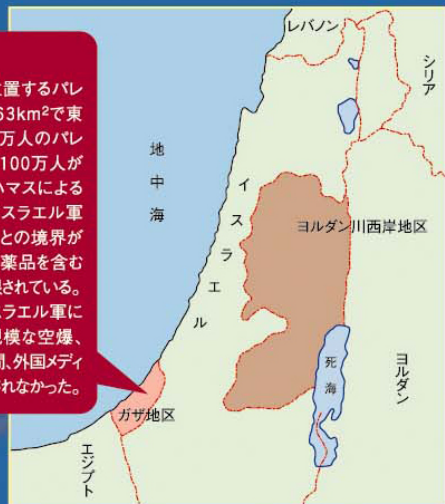 置するパレ
63km²で東
万人のパレ
100万人が
ハマスによる
スラエル軍
との境界が
薬品を含む
されている。
ラエル軍に
規模な空爆、
間、外国メディ
れなかった。
レバノン
シリア
地中海
イスラエル
ヨルダン川西岸地区
死海
ヨルダン
ガザ地区
エジプト